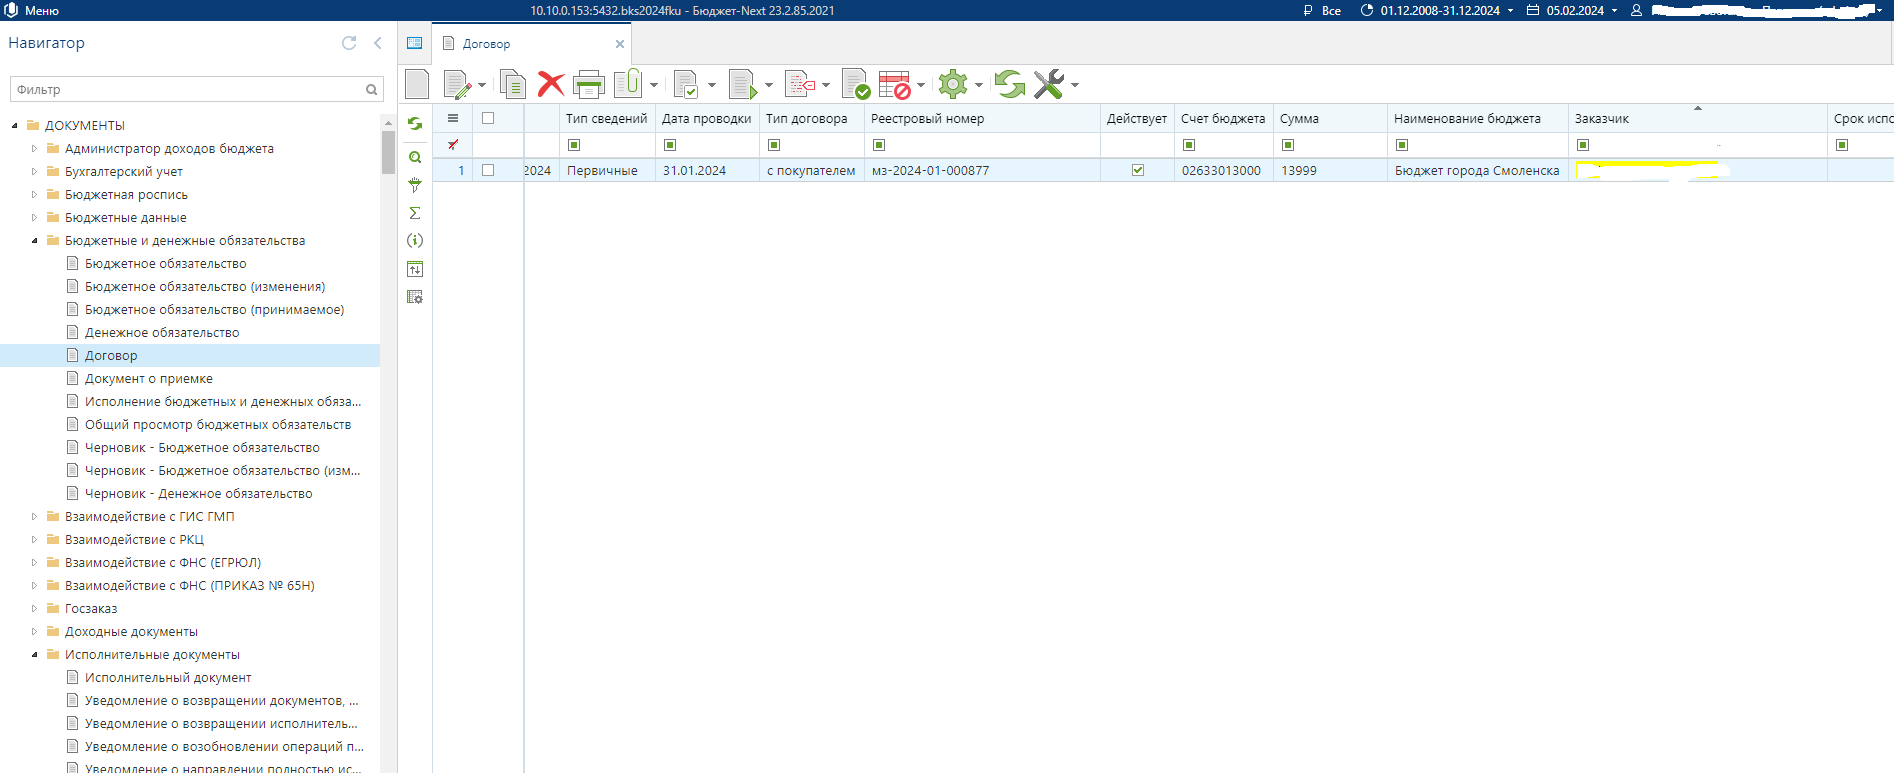 Меню 10.10.0.153:5432.bks2024fku - Бюджет-Next 23.2.85.2021 Все 01.12.2008-31.12.2024 05.02.2024
Навигатор
Договор
Фильтр
ДОКУМЕНТЫ
Администратор доходов бюджета
Бухгалтерский учет
Бюджетная роспись
Бюджетные данные
Бюджетные и денежные обязательства
Бюджетное обязательство
Бюджетное обязательство (изменения)
Бюджетное обязательство (принимаемое)
Денежное обязательство
Договор
Документ о приемке
Исполнение бюджетных и денежных обяза...
Общий просмотр бюджетных обязательств
Черновик - Бюджетное обязательство
Черновик - Бюджетное обязательство (изм...
Черновик - Денежное обязательство
Взаимодействие с ГИС ГМП
Взаимодействие с РКЦ
Взаимодействие с ФНС (ЕГРЮЛ)
Взаимодействие с ФНС (ПРИКАЗ № 65Н)
Госзаказ
Доходные документы
Исполнительные документы
Исполнительный документ
Уведомление о возвращении документов, ...
Уведомление о возвращении исполнитель...
Уведомление о возобновлении операций п...
Уведомление о направлении полностью ис...
Тип сведений Дата проводки Тип договора Реестровый номер Действует Счет бюджета Сумма Наименование бюджета Заказчик Срок испо
1 2024 Первичные 31.01.2024 с покупателем мз-2024-01-000877 02633013000 13999 Бюджет города Смоленска